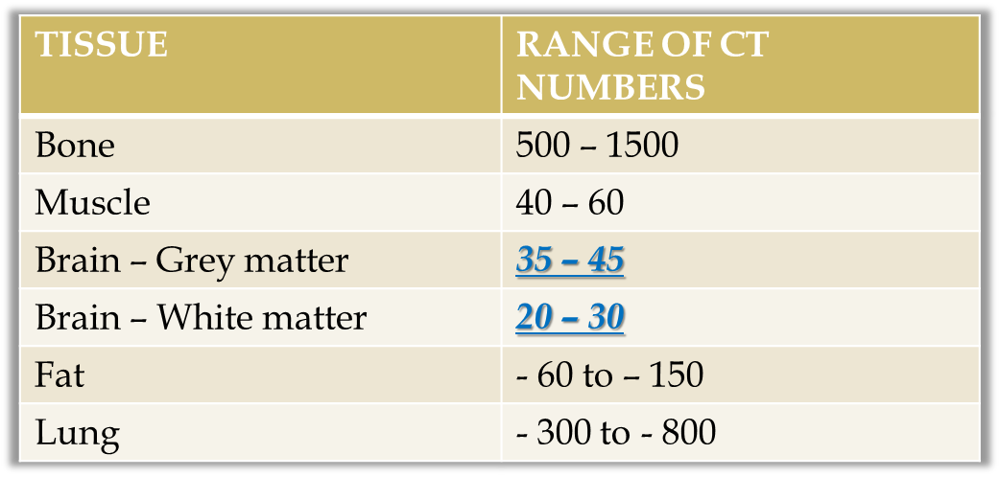 TISSUE
RANGE OF CT
NUMBERS
Bone
500 – 1500
Muscle
40 – 60
Brain – Grey matter
35 – 45
Brain – White matter
20 – 30
Fat
- 60 to – 150
Lung
- 300 to - 800